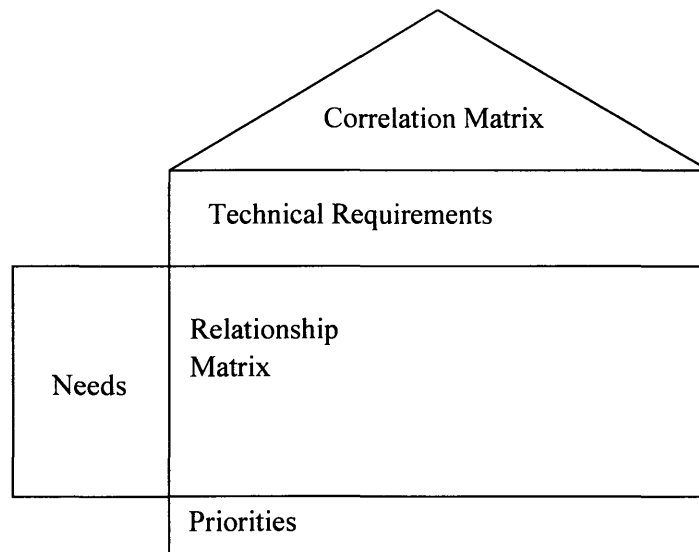 Correlation Matrix
Technical Requirements
Relationship
Matrix
Needs
Priorities